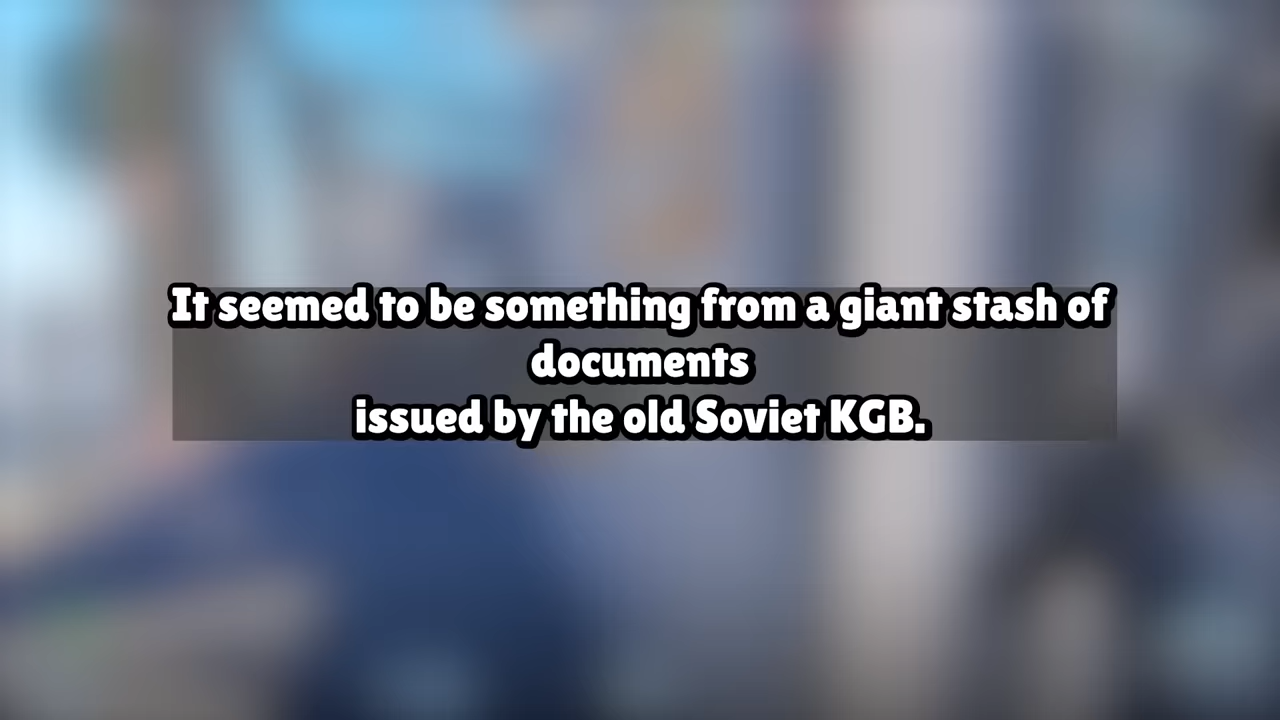 It seemed to be something from a giant stash of
documents
issued by the old Soviet KGB.